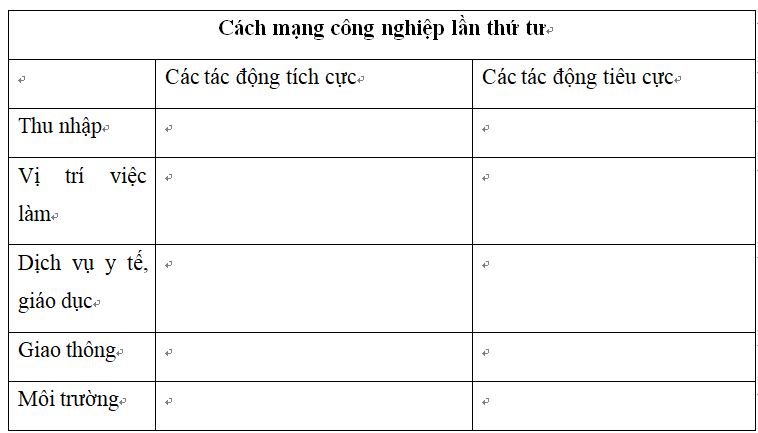 Cách mạng công nghiệp lần thứ tư
Các tác động tích cực
Các tác động tiêu cực
Thu nhập
Vị trí việc
làm
Dịch vụ y tế,
giáo dục
Giao thông
Môi trường